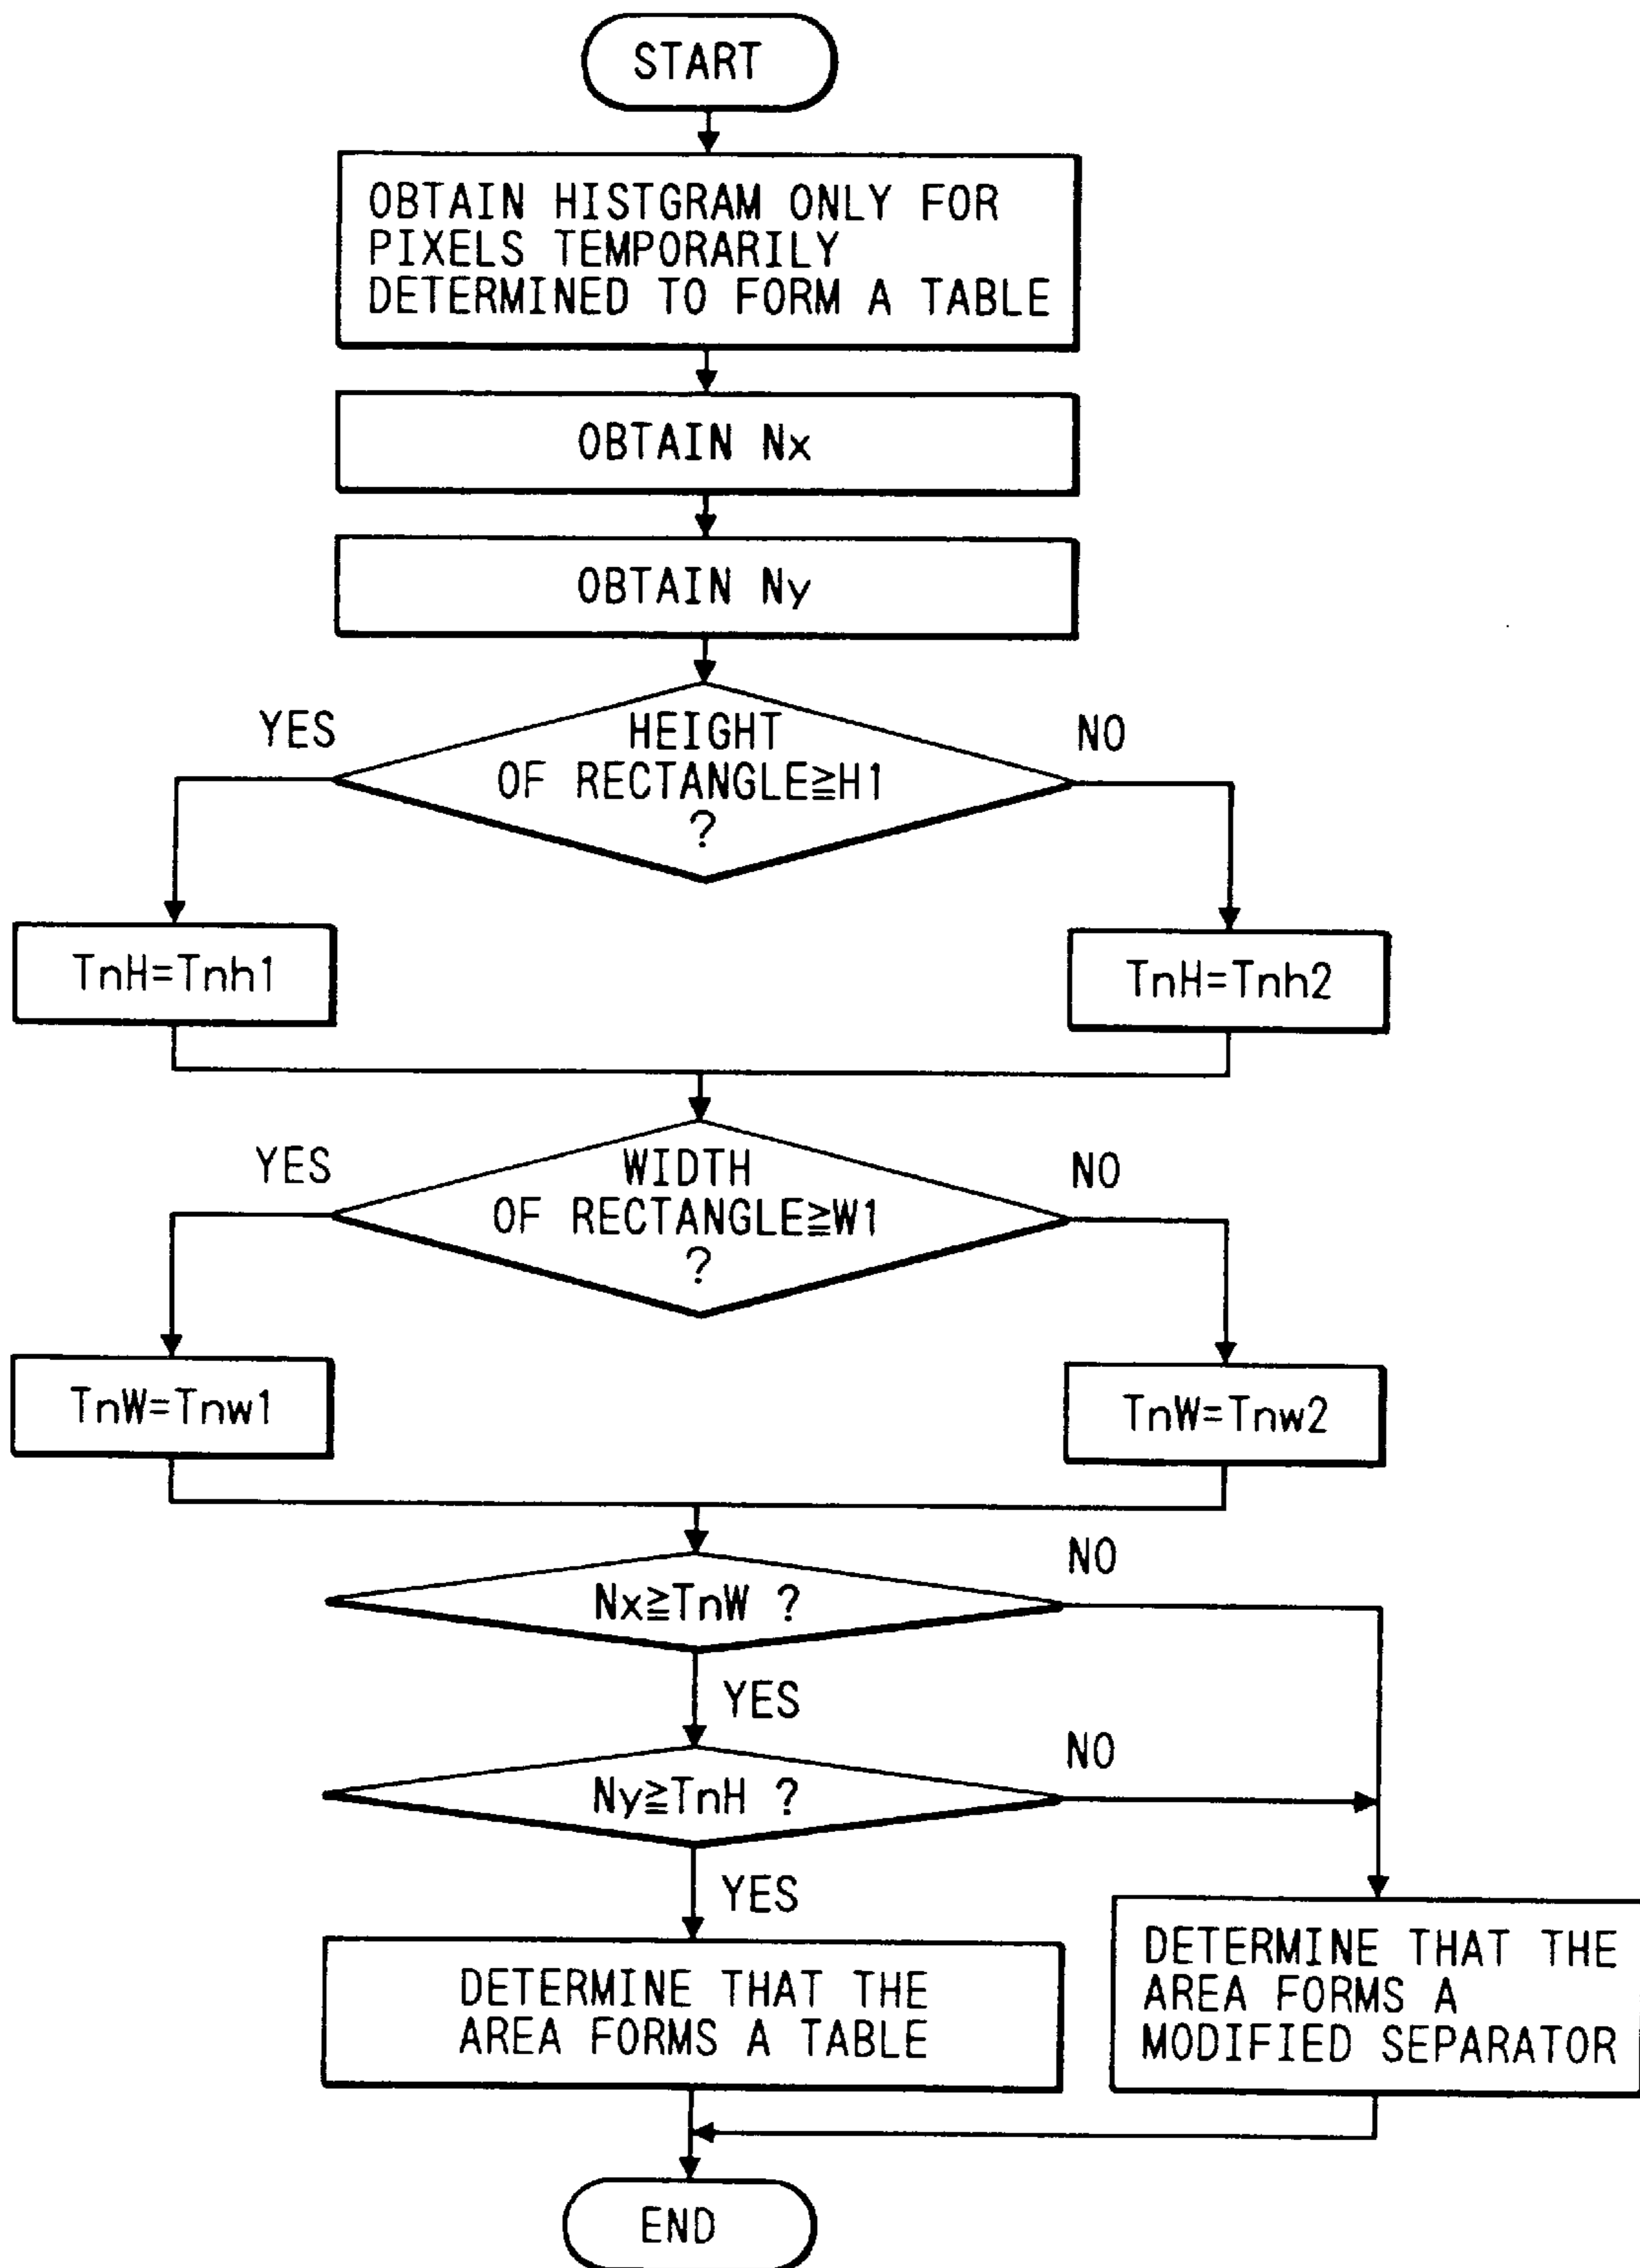 START
OBTAIN HISTGRAM ONLY FOR
PIXELS TEMPORARILY
DETERMINED TO FORM A TABLE
OBTAIN Nx
OBTAIN Ny
YES
HEIGHT
OF RECTANGLE≧H1
?
NO
TnH=Tnh1
TnH=Tnh2
YES
WIDTH
OF RECTANGLE≧W1
?
NO
TnW=Tnw1
TnW=Tnw2
Nx≧TnW ?
NO
YES
Ny≧TnH ?
NO
YES
DETERMINE THAT THE
AREA FORMS A TABLE
DETERMINE THAT THE
AREA FORMS A
MODIFIED SEPARATOR
END